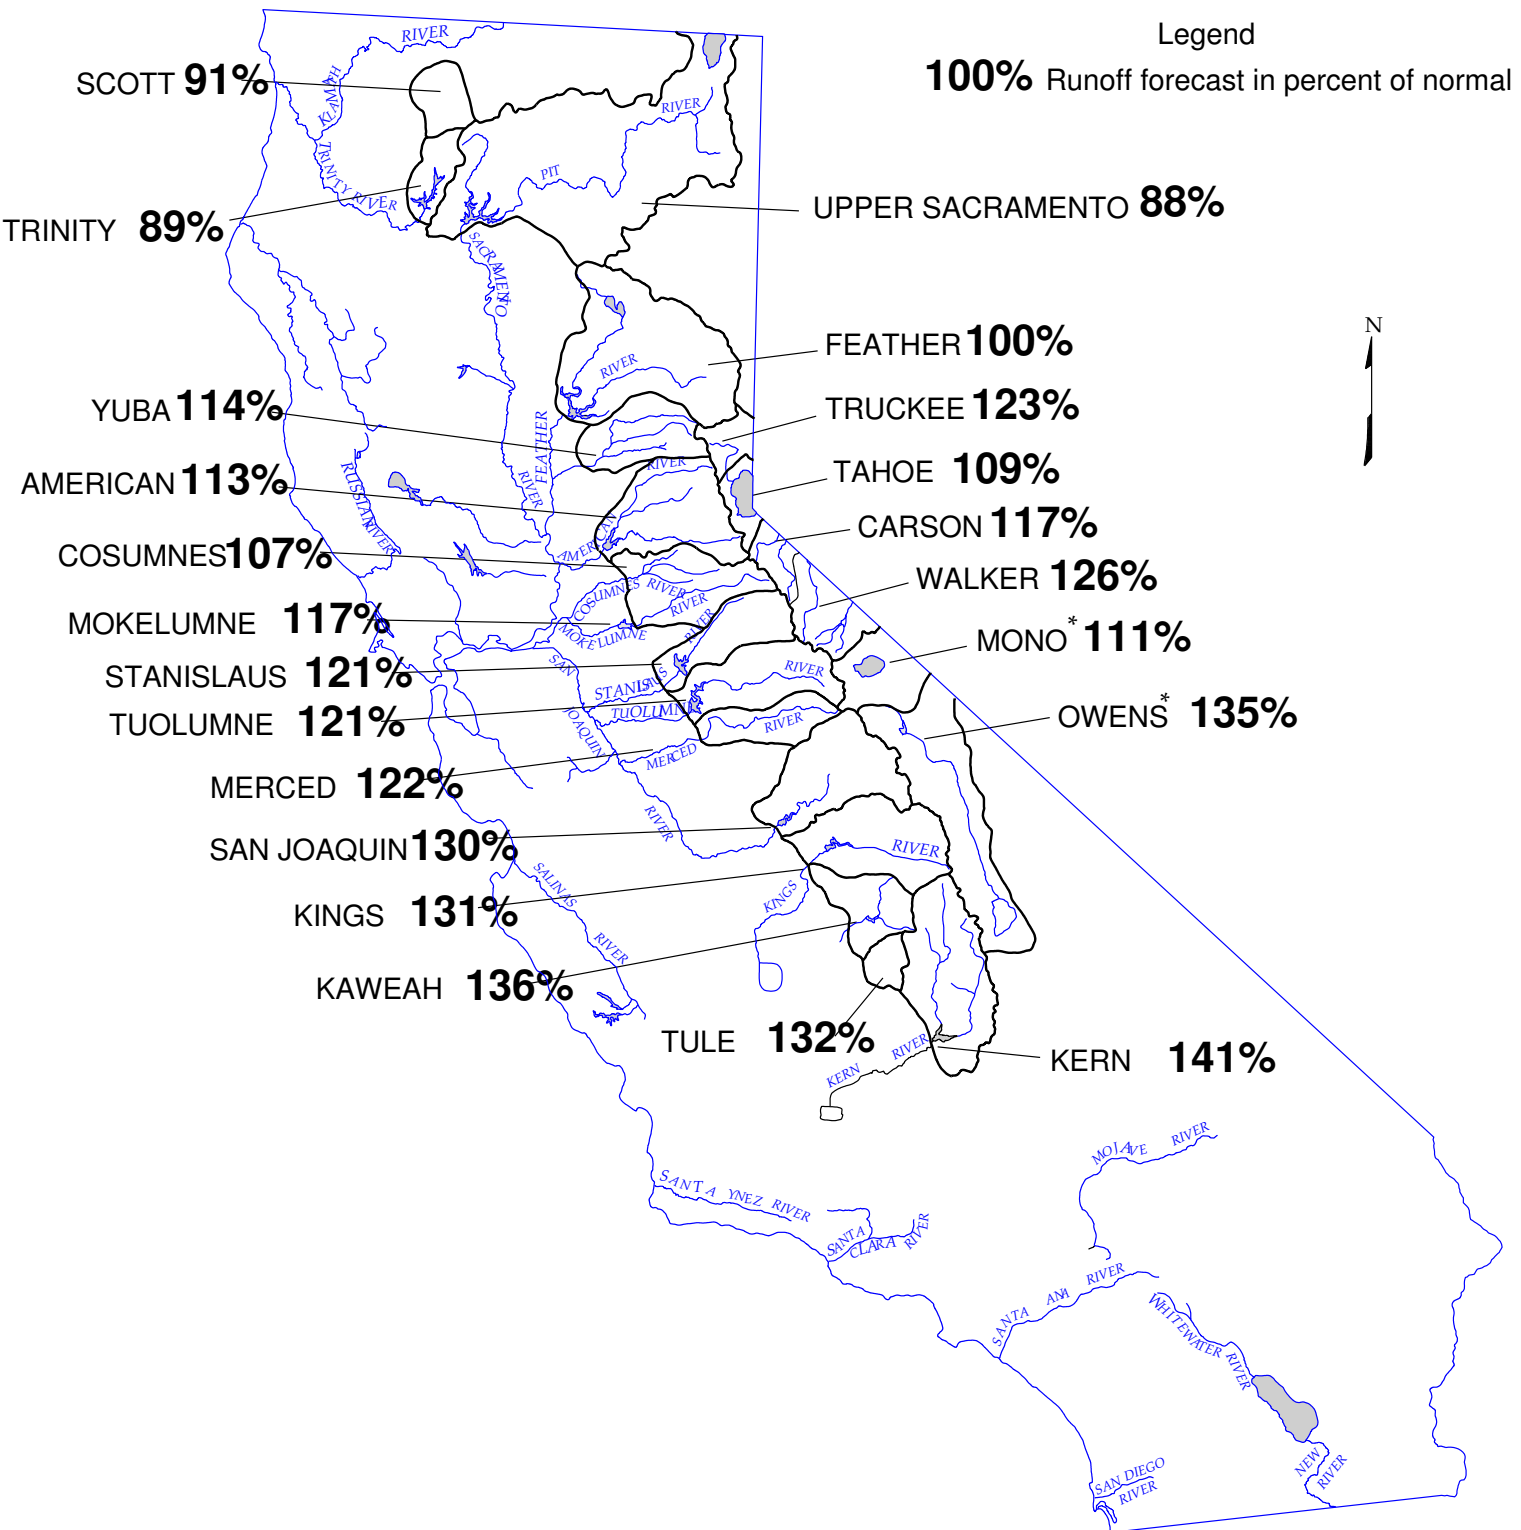 Legend
100% Runoff forecast in percent of normal
SCOTT 91%
TRINITY 89%
UPPER SACRAMENTO 88%
FEATHER 100%
YUBA 114%
TRUCKEE 123%
AMERICAN 113%
TAHOE 109%
CARSON 117%
COSUMNES 107%
WALKER 126%
MOKELUMNE 117%
MONO* 111%
STANISLAUS 121%
OWENS* 135%
TUOLUMNE 121%
MERCED 122%
SAN JOAQUIN 130%
KINGS 131%
KAWEAH 136%
TULE 132%
KERN 141%
N
KLAMATH RIVER
TRINITY RIVER
PIT RIVER
SACRAMENTO RIVER
FEATHER RIVER
RUSSIAN RIVER
RIVER
AMERICAN
COSUMNES RIVER
MOKELUMNE RIVER
STANISLAUS RIVER
TUOLUMNE RIVER
MERCED RIVER
SAN JOAQUIN RIVER
KINGS RIVER
SALINAS RIVER
KERN RIVER
SANTA YNEZ RIVER
SANTA CLARA RIVER
MOJAVE RIVER
SANTA ANA RIVER
WHITEWATER RIVER
NEW RIVER
SAN DIEGO RIVER